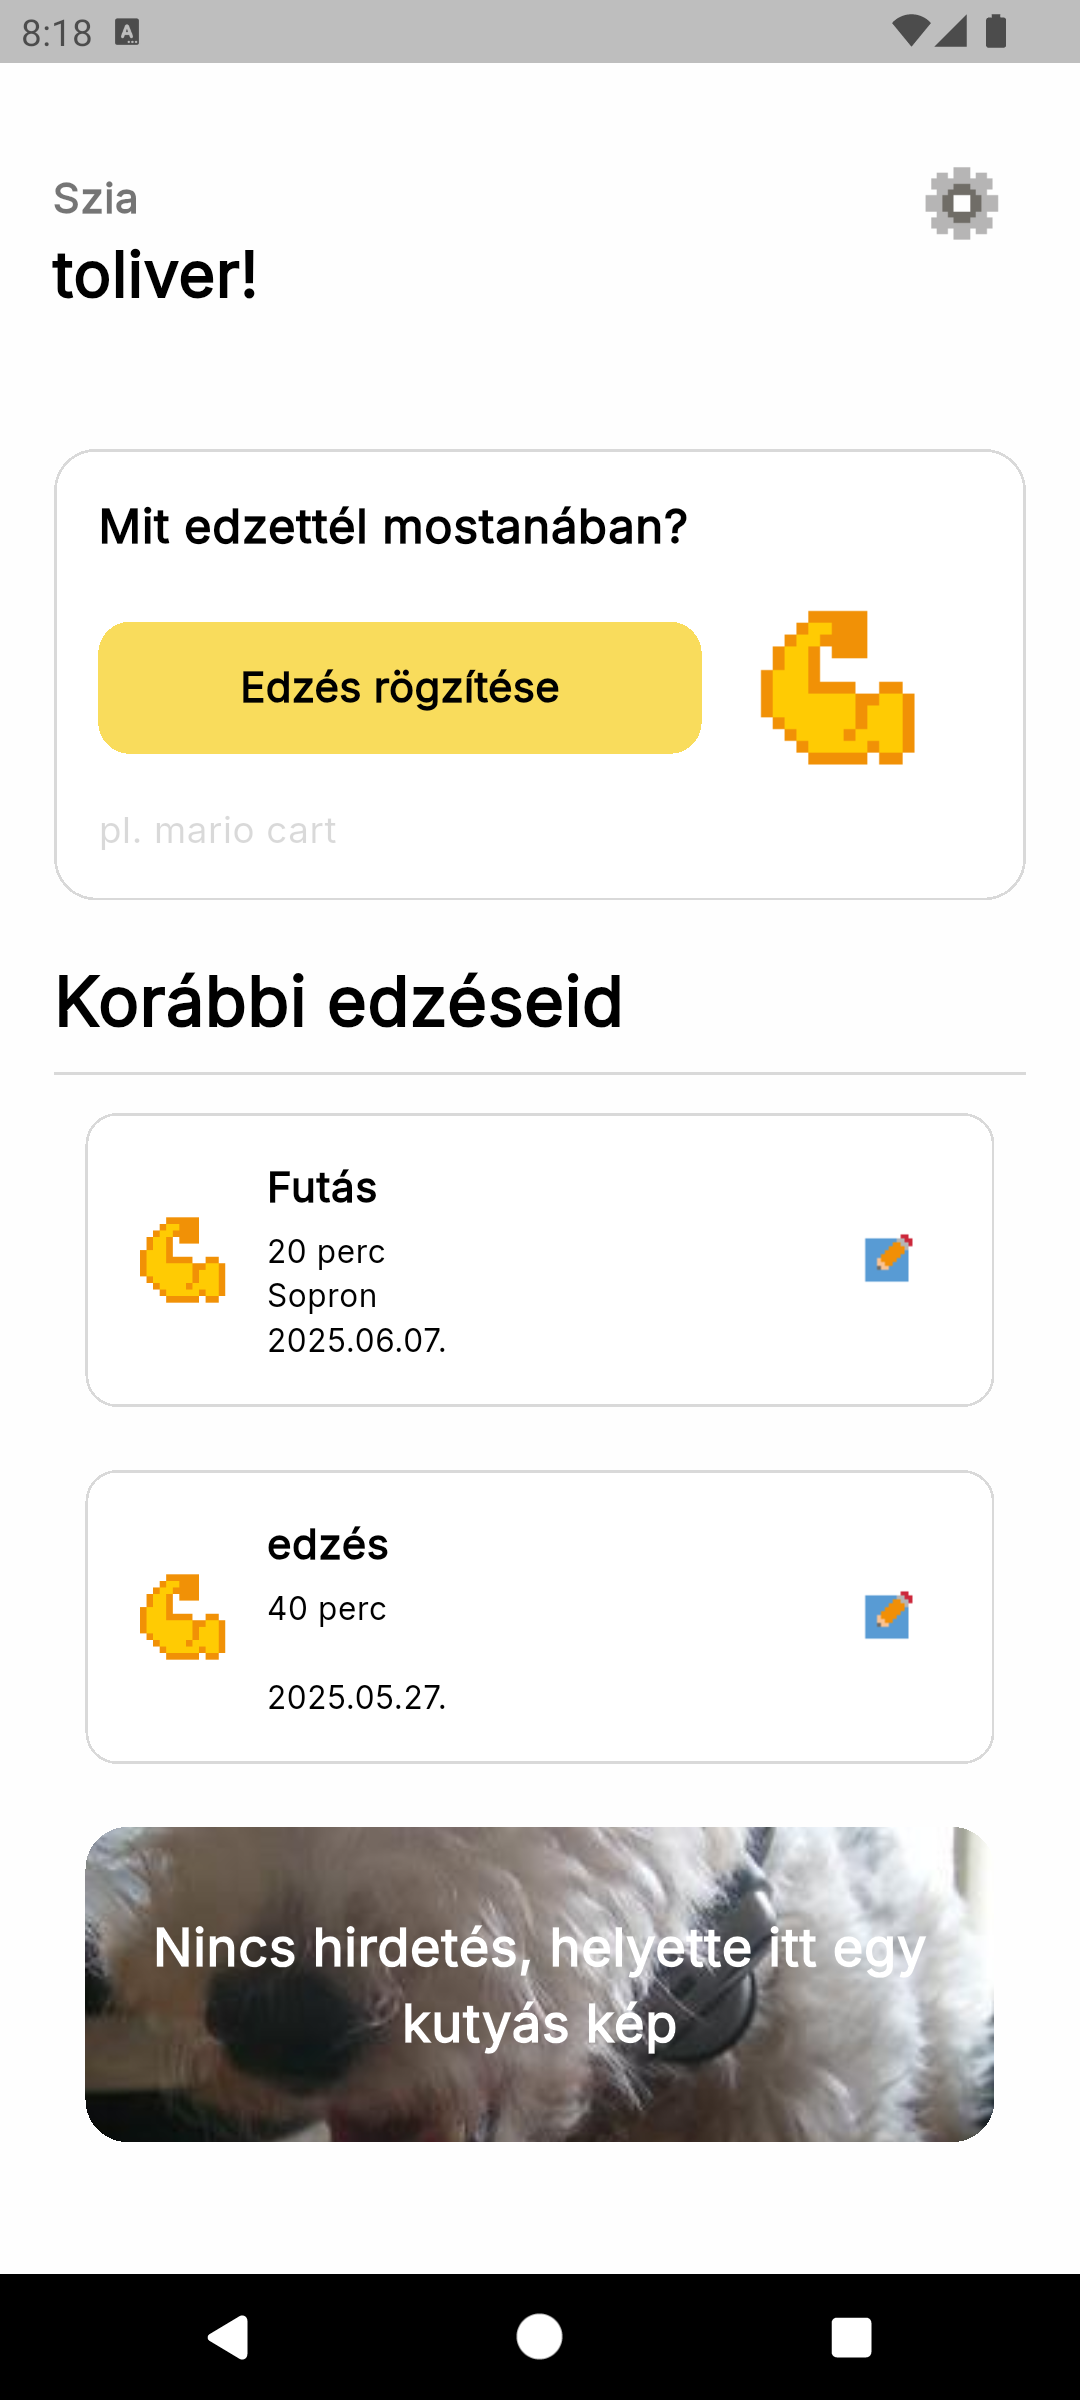 8:18
Szia
toliver!
Mit edzettél mostanában?
Edzés rögzítése
pl. mario cart
Korábbi edzéseid
Futás
20 perc
Sopron
2025.06.07.
edzés
40 perc
2025.05.27.
Nincs hirdetés, helyette itt egy
kutyás kép